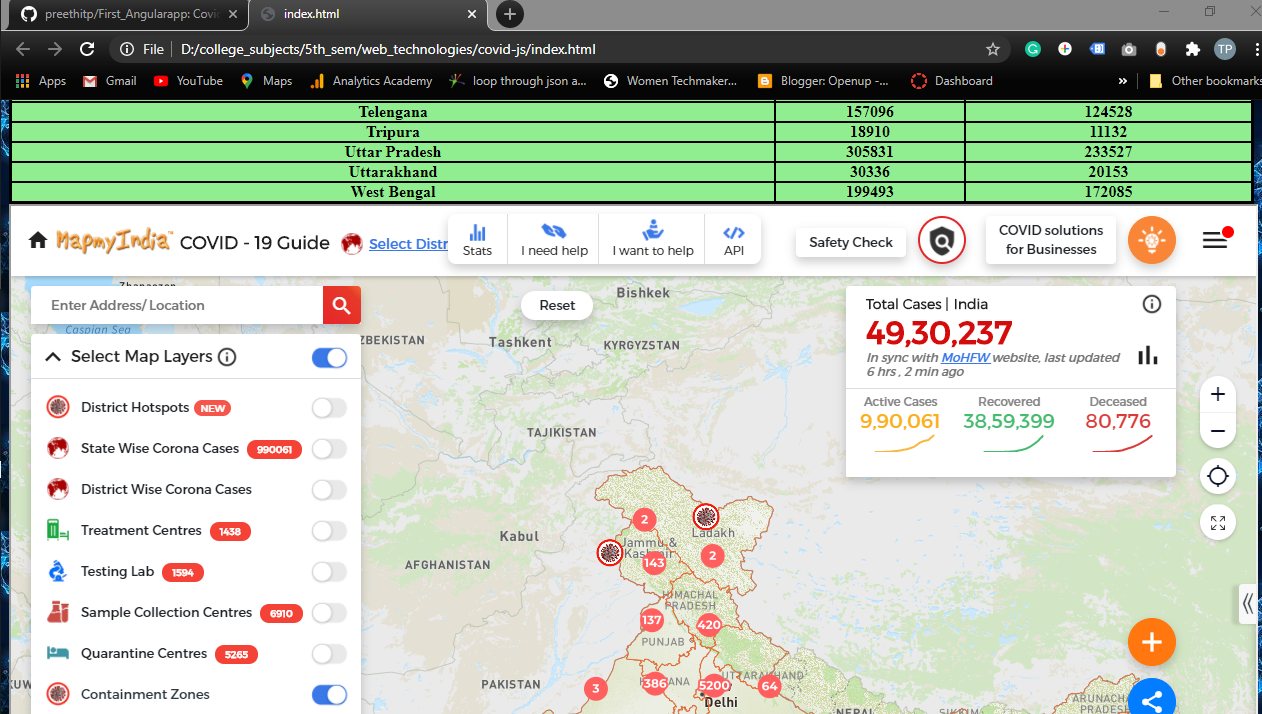 preethitp/First_Angularapp: Covi
index.html
File
D:/college_subjects/5th_sem/web_technologies/covid-js/index.html
TP
Apps
Gmail
YouTube
Maps
Analytics Academy
loop through json a...
Women Techmaker...
Blogger: Openup -...
Dashboard
»
Other bookmarks
Telengana 157096 124528
Tripura 18910 11132
Uttar Pradesh 305831 233527
Uttarakhand 30336 20153
West Bengal 199493 172085
MapmyIndia COVID - 19 Guide
Select Distr
Stats
I need help
I want to help
API
Safety Check
COVID solutions
for Businesses
Enter Address/ Location
Reset
Select Map Layers
District Hotspots NEW
State Wise Corona Cases 990061
District Wise Corona Cases
Treatment Centres 1438
Testing Lab 1594
Sample Collection Centres 6910
Quarantine Centres 5265
Containment Zones
Total Cases | India
49,30,237
In sync with MoHFW website, last updated
6 hrs , 2 min ago
Active Cases
9,90,061
Recovered
38,59,399
Deceased
80,776
Zhanaozen
Caspian Sea
Bishkek
ZBEKISTAN
Tashkent
KYRGYZSTAN
TAJIKISTAN
2
Ladakh
Kabul
Jammu &
Kashmir
2
143
AFGHANISTAN
HIMACHAL
PRADESH
137
420
PUNJAB
PAKISTAN
3
386
ANA
5200
UTTARAKHAND
64
Delhi
KUW
NEPAL
SIKKIM
ARUNACHA
PRADESH